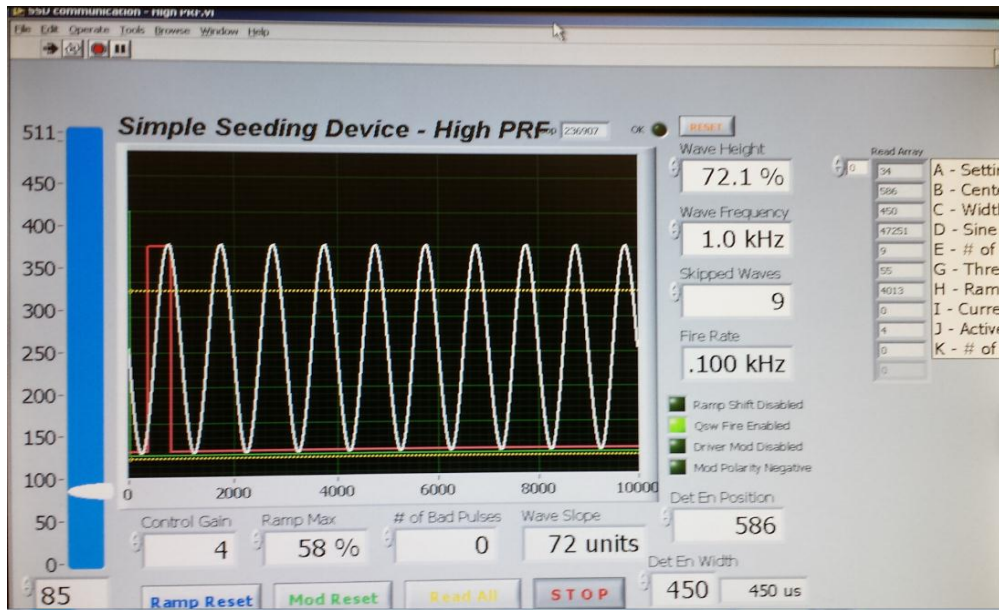 SSD communication - High PRF.vi
File Edit Operate Tools Browse Window Help
Simple Seeding Device - High PRF
236907
OK
RESET
511
450
400
350
300
250
200
150
100
50
0
85
0 2000 4000 6000 8000 10000
Wave Height
72.1 %
Wave Frequency
1.0 kHz
Skipped Waves
9
Fire Rate
.100 kHz
Ramp Shift Disabled
Qsw Fire Enabled
Driver Mod Disabled
Mod Polarity Negative
Det En Position
586
Det En Width
450 450 us
Read Array
0
34
586
450
47251
9
55
4013
0
4
0
0
A - Settin
B - Cente
C - Width
D - Sine
E - # of
G - Thre
H - Ram
I - Curre
J - Active
K - # of
Control Gain
4
Ramp Max
58 %
# of Bad Pulses
0
Wave Slope
72 units
Ramp Reset
Mod Reset
Read All
STOP